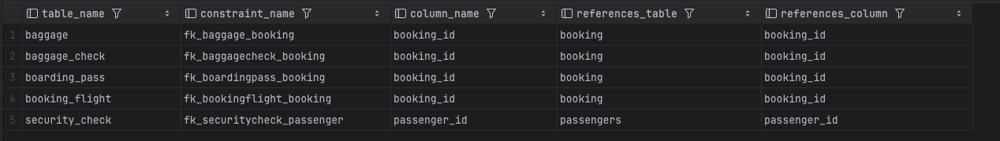 table_name constraint_name column_name references_table references_column
1 baggage fk_baggage_booking booking_id booking booking_id
2 baggage_check fk_baggagecheck_booking booking_id booking booking_id
3 boarding_pass fk_boardingpass_booking booking_id booking booking_id
4 booking_flight fk_bookingflight_booking booking_id booking booking_id
5 security_check fk_securitycheck_passenger passenger_id passengers passenger_id